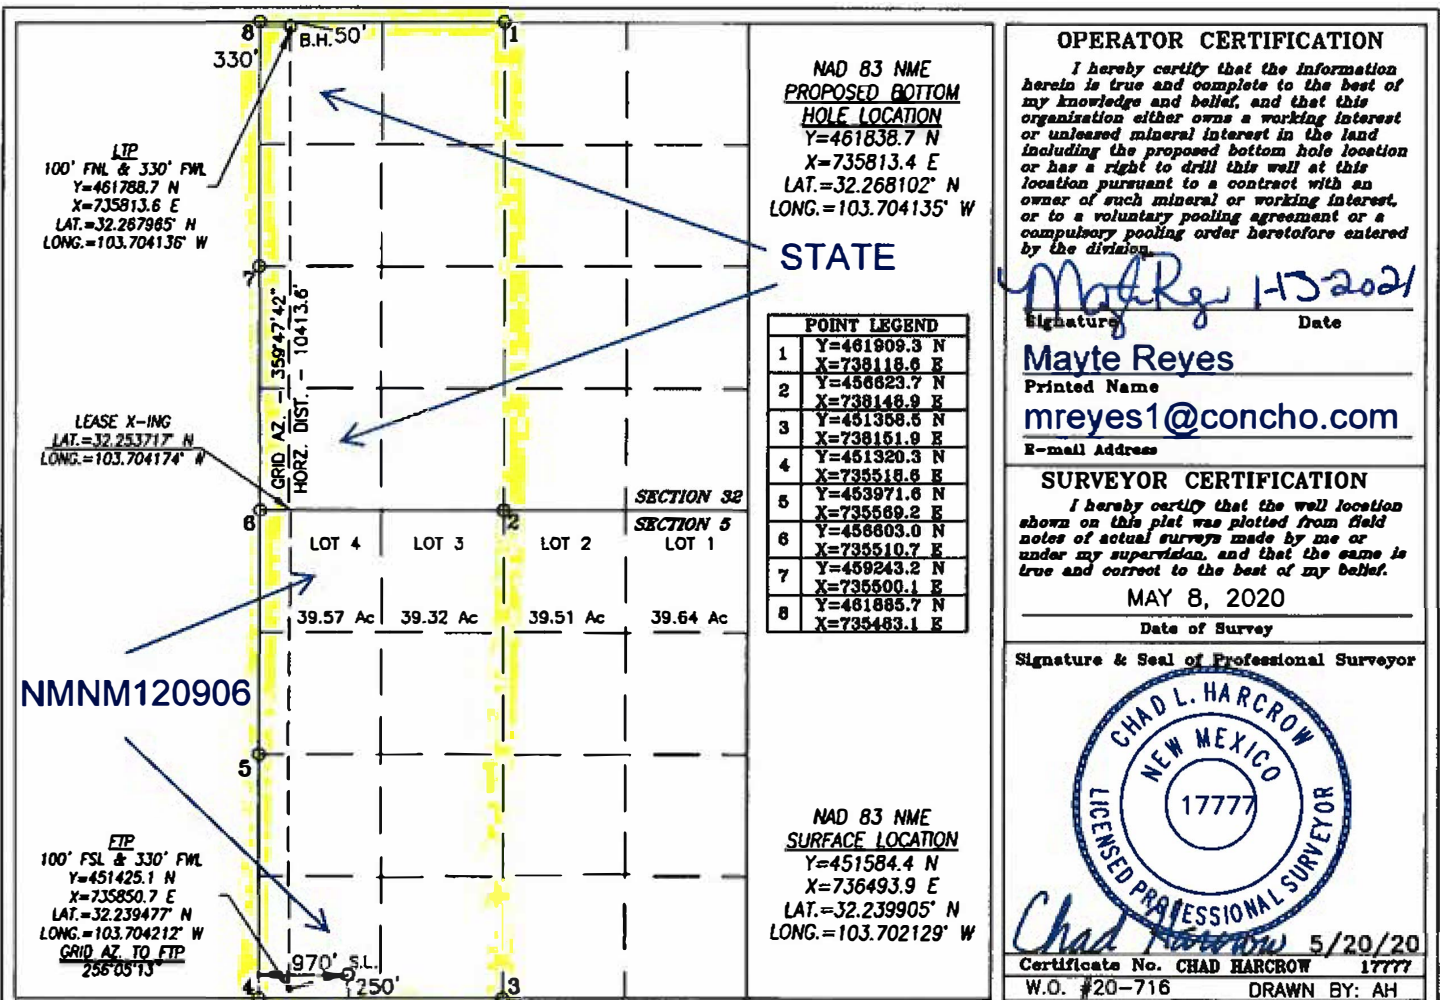 8
1
B.H.
50'
330'
LTP
100' FNL & 330' FWL
Y=461788.7 N
X=735813.6 E
LAT.=32.267965° N
LONG.=103.704136° W
7
GRID AZ. - 359°47'42"
HORZ. DIST. - 10413.6'
LEASE X-ING
LAT.=32.253717° N
LONG.=103.704174° W
6
2
SECTION 32
SECTION 5
LOT 4 LOT 3 LOT 2 LOT 1
39.57 Ac 39.32 Ac 39.51 Ac 39.64 Ac
NMNM120906
5
FTP
100' FSL & 330' FWL
Y=451425.1 N
X=735850.7 E
LAT.=32.239477° N
LONG.=103.704212° W
GRID AZ. TO FTP
256°05'13"
970' S.L.
250'
4
3
NAD 83 NME
PROPOSED BOTTOM
HOLE LOCATION
Y=461838.7 N
X=735813.4 E
LAT.=32.268102° N
LONG.=103.704135° W
STATE
POINT LEGEND
1 Y=461909.3 N
X=738118.6 E
2 Y=456623.7 N
X=738148.9 E
3 Y=451358.5 N
X=738151.9 E
4 Y=451320.3 N
X=735518.6 E
5 Y=453971.6 N
X=735569.2 E
6 Y=456603.0 N
X=735510.7 E
7 Y=459243.2 N
X=735500.1 E
8 Y=461885.7 N
X=735483.1 E
NAD 83 NME
SURFACE LOCATION
Y=451584.4 N
X=736493.9 E
LAT.=32.239905° N
LONG.=103.702129° W
OPERATOR CERTIFICATION
I hereby certify that the information
herein is true and complete to the best of
my knowledge and belief, and that this
organization either owns a working interest
or unleased mineral interest in the land
including the proposed bottom hole location
or has a right to drill this well at this
location pursuant to a contract with an
owner of such mineral or working interest,
or to a voluntary pooling agreement or a
compulsory pooling order heretofore entered
by the division.
1-13-2021
Signature Date
Mayte Reyes
Printed Name
mreyes1@concho.com
E-mail Address
SURVEYOR CERTIFICATION
I hereby certify that the well location
shown on this plat was plotted from field
notes of actual surveys made by me or
under my supervision, and that the same is
true and correct to the best of my belief.
MAY 8, 2020
Date of Survey
Signature & Seal of Professional Surveyor
CHAD L. HARCROW
NEW MEXICO
17777
LICENSED PROFESSIONAL SURVEYOR
Chad Harcrow 5/20/20
Certificate No. CHAD HARCROW 17777
W.O. #20-716 DRAWN BY: AH